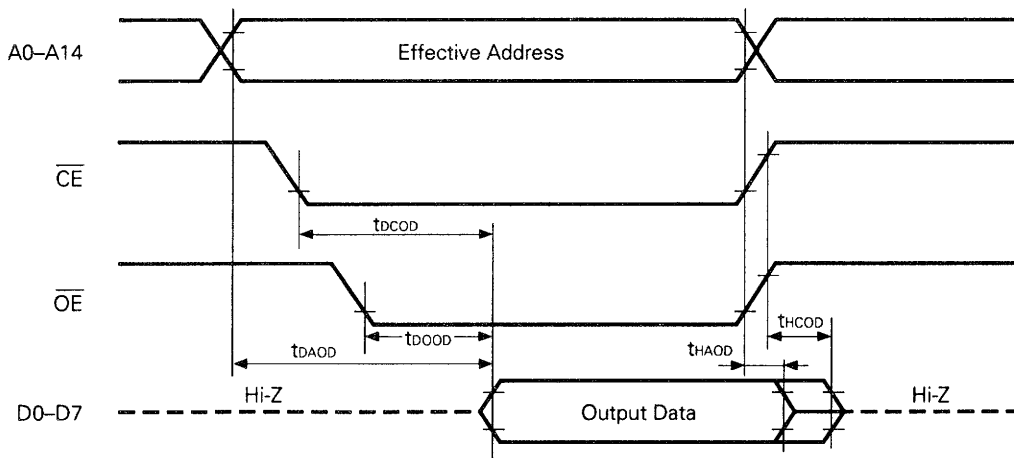 A0–A14
Effective Address
CE
tDCOD
OE
tDOOD
tHCOD
tDAOD
tHAOD
Hi-Z
Hi-Z
D0–D7
Output Data